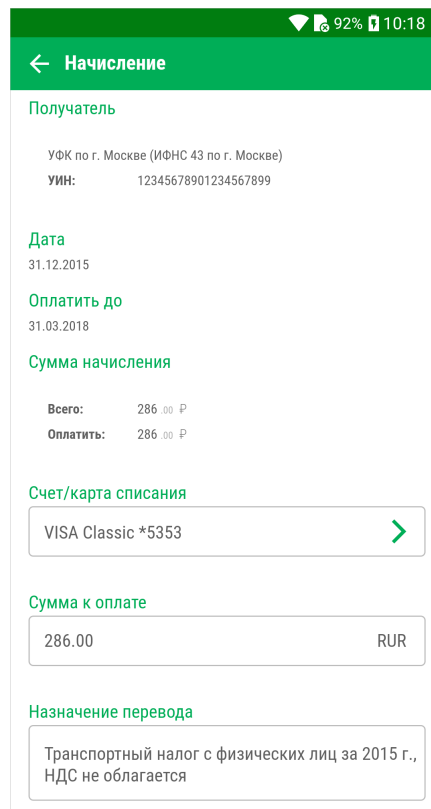 92% 10:18
Начисление
Получатель
УФК по г. Москве (ИФНС 43 по г. Москве)
УИН: 12345678901234567899
Дата
31.12.2015
Оплатить до
31.03.2018
Сумма начисления
Всего: 286 .00 ₽
Оплатить: 286 .00 ₽
Счет/карта списания
VISA Classic *5353
Сумма к оплате
286.00 RUR
Назначение перевода
Транспортный налог с физических лиц за 2015 г.,
НДС не облагается